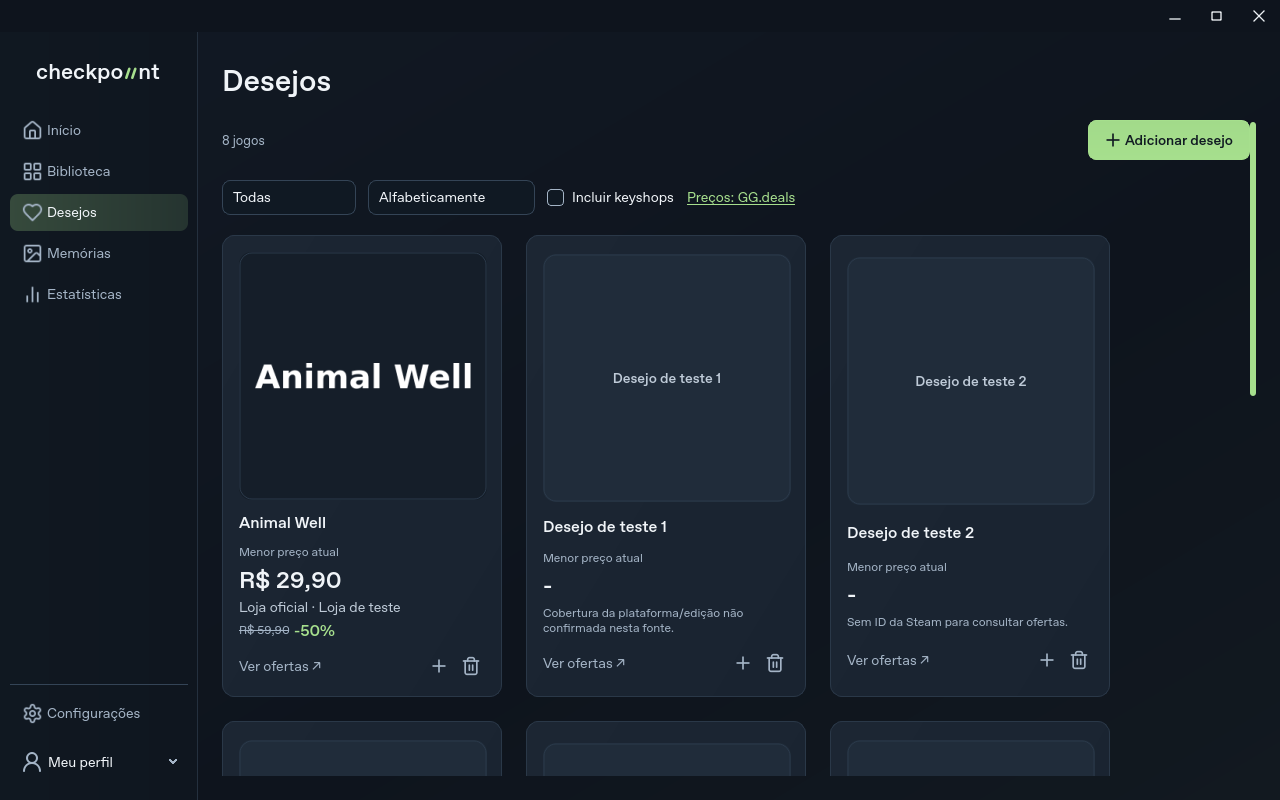 checkpo//nt
Início
Biblioteca
Desejos
Memórias
Estatísticas
Configurações
Meu perfil
Desejos
8 jogos
Adicionar desejo
Todas
Alfabeticamente
Incluir keyshops
Preços: GG.deals
Animal Well
Animal Well
Menor preço atual
R$ 29,90
Loja oficial · Loja de teste
R$ 59,90 -50%
Ver ofertas ↗
Desejo de teste 1
Desejo de teste 1
Menor preço atual
-
Cobertura da plataforma/edição não
confirmada nesta fonte.
Ver ofertas ↗
Desejo de teste 2
Desejo de teste 2
Menor preço atual
-
Sem ID da Steam para consultar ofertas.
Ver ofertas ↗